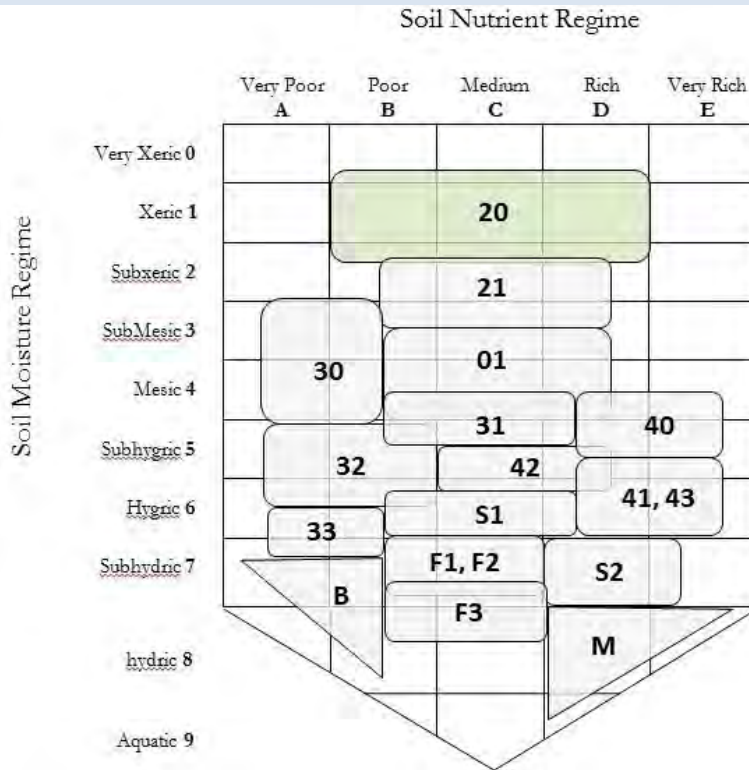 Soil Nutrient Regime
Very Poor Poor Medium Rich Very Rich
A B C D E
Soil Moisture Regime
Very Xeric 0
Xeric 1
20
Subxeric 2
21
SubMesic 3
30
01
Mesic 4
31
40
Subhygric 5
32
42
Hygric 6
S1
41, 43
33
Subhydric 7
F1, F2
S2
B
F3
hydric 8
M
Aquatic 9